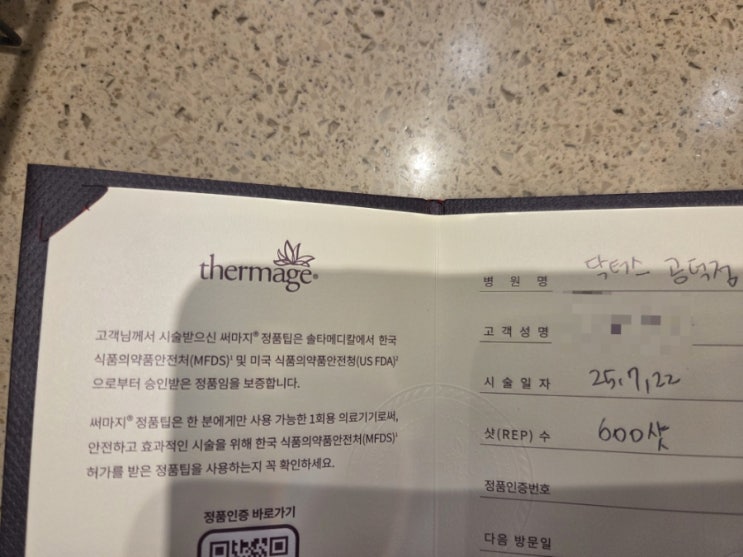 thermage®
고객님께서 시술받으신 써마지® 정품팁은 솔타메디칼에서 한국
식품의약품안전처(MFDS)¹ 및 미국 식품의약품안전청(US FDA)²
으로부터 승인받은 정품임을 보증합니다.
써마지® 정품팁은 한 분에게만 사용 가능한 1회용 의료기기로써,
안전하고 효과적인 시술을 위해 한국 식품의약품안전처(MFDS)¹
허가를 받은 정품팁을 사용하는지 꼭 확인하세요.
정품인증 바로가기
병원명 닥터스 공덕점
고객성명
시술일자 25.7.22
샷(REP) 수 600샷
정품인증번호
다음 방문일